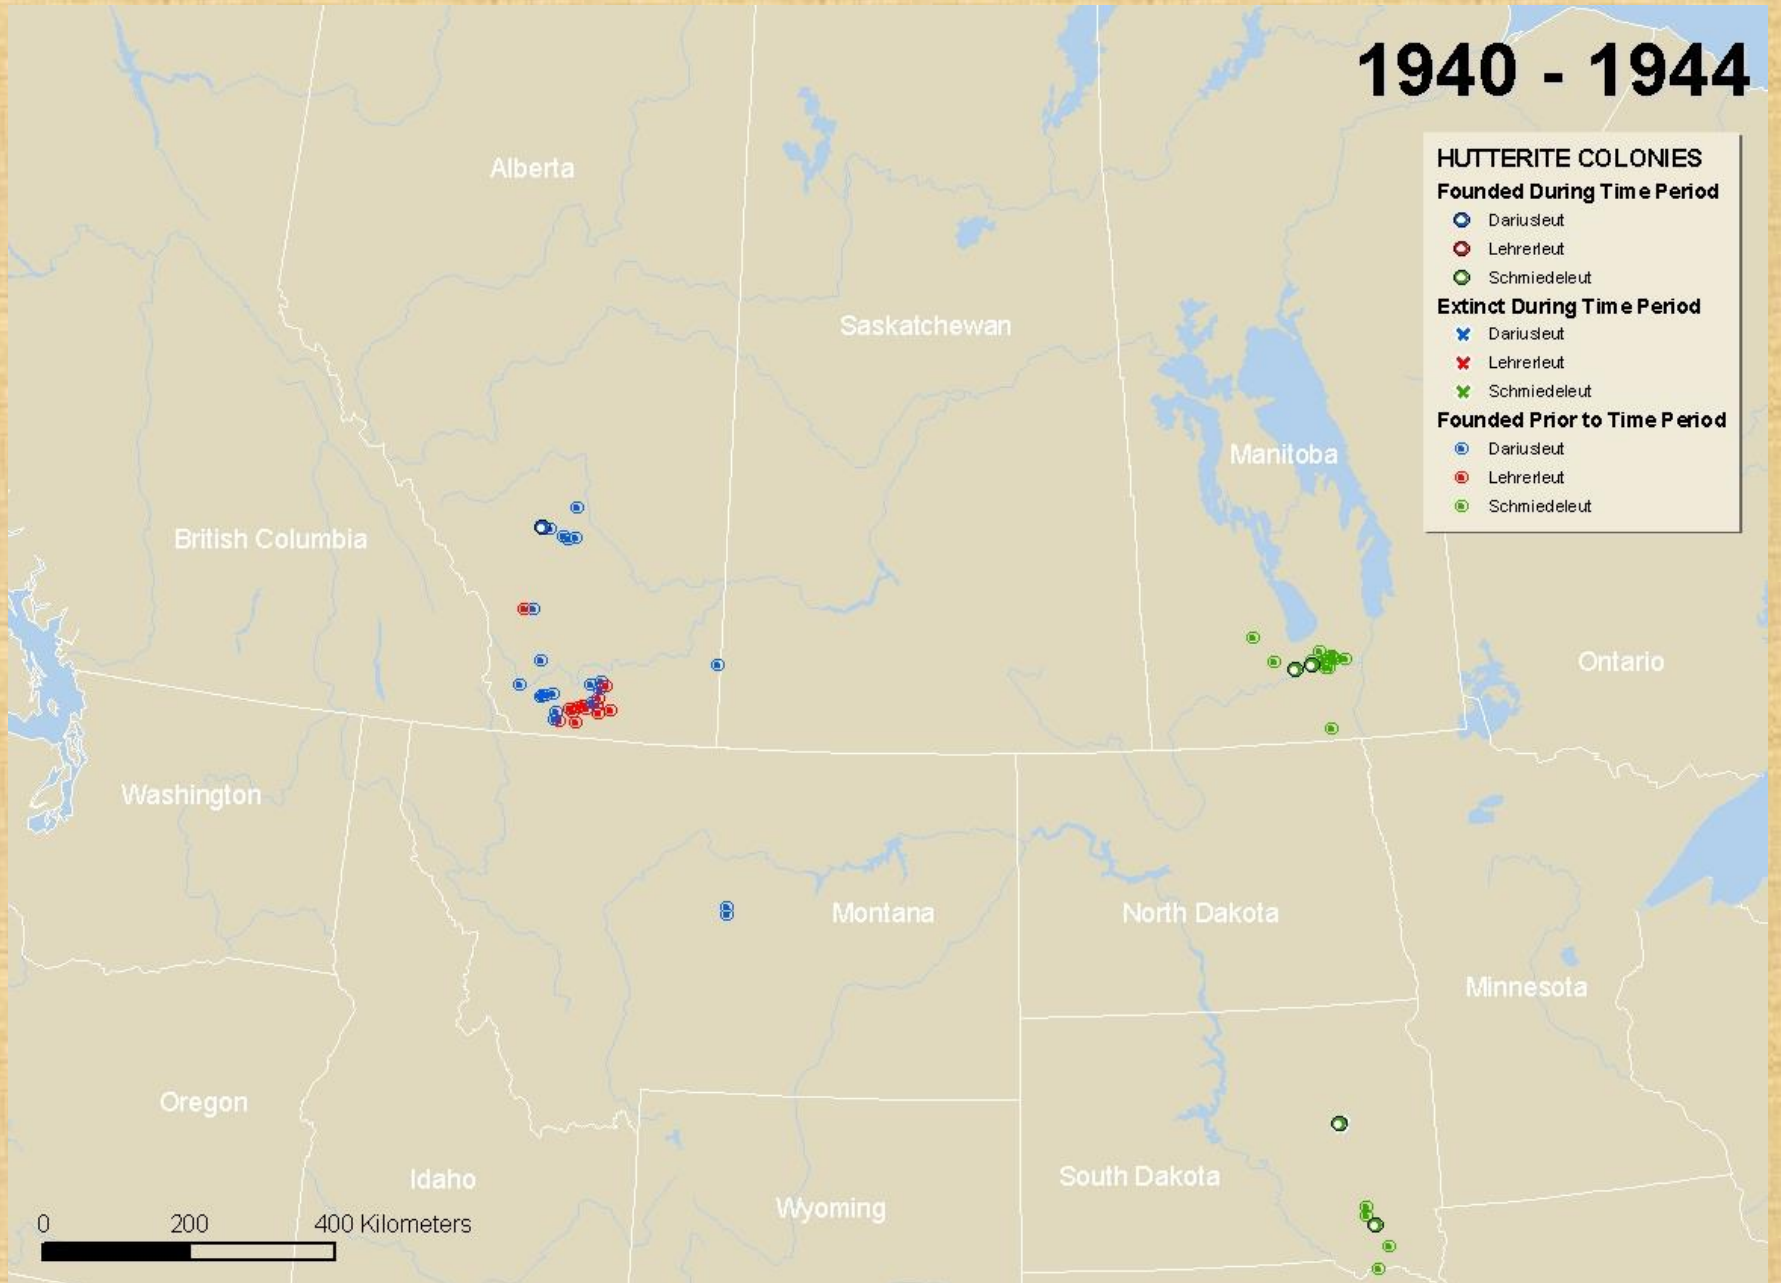 1940 - 1944
HUTTERITE COLONIES
Founded During Time Period
Dariusleut
Lehrerleut
Schmiedeleut
Extinct During Time Period
Dariusleut
Lehrerleut
Schmiedeleut
Founded Prior to Time Period
Dariusleut
Lehrerleut
Schmiedeleut
Alberta
Saskatchewan
Manitoba
British Columbia
Ontario
Washington
Montana
North Dakota
Minnesota
Oregon
Idaho
South Dakota
Wyoming
0 200 400 Kilometers